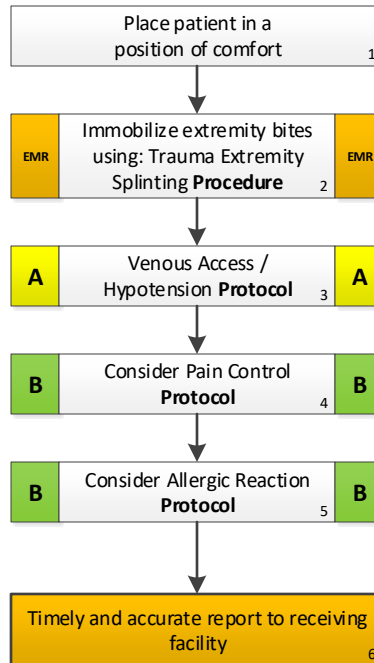 Place patient in a
position of comfort
1
EMR
Immobilize extremity bites
using: Trauma Extremity
Splinting Procedure
2
EMR
A
Venous Access /
Hypotension Protocol
3
A
B
Consider Pain Control
Protocol
4
B
B
Consider Allergic Reaction
Protocol
5
B
Timely and accurate report to receiving
facility
6